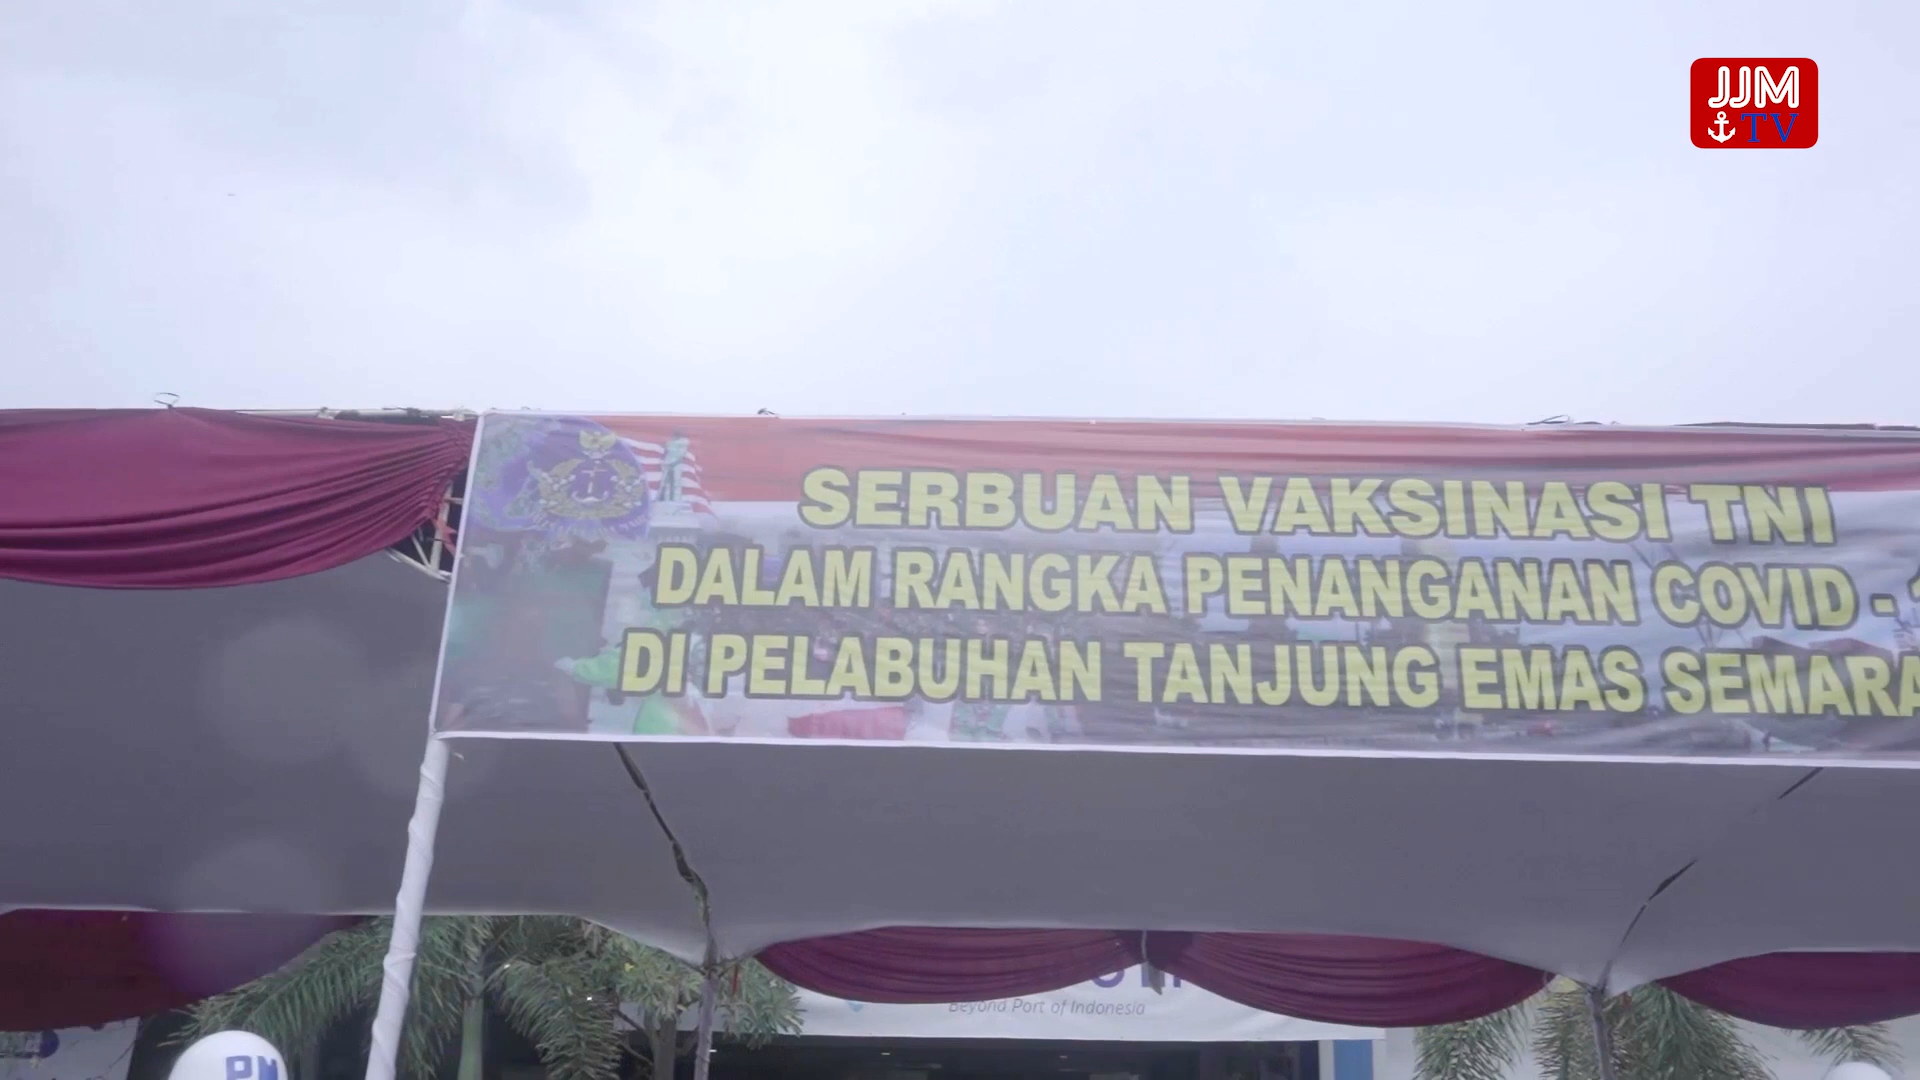 JJM
TV
SERBUAN VAKSINASI TNI
DALAM RANGKA PENANGANAN COVID -
DI PELABUHAN TANJUNG EMAS SEMARA
Beyond Port of Indonesia